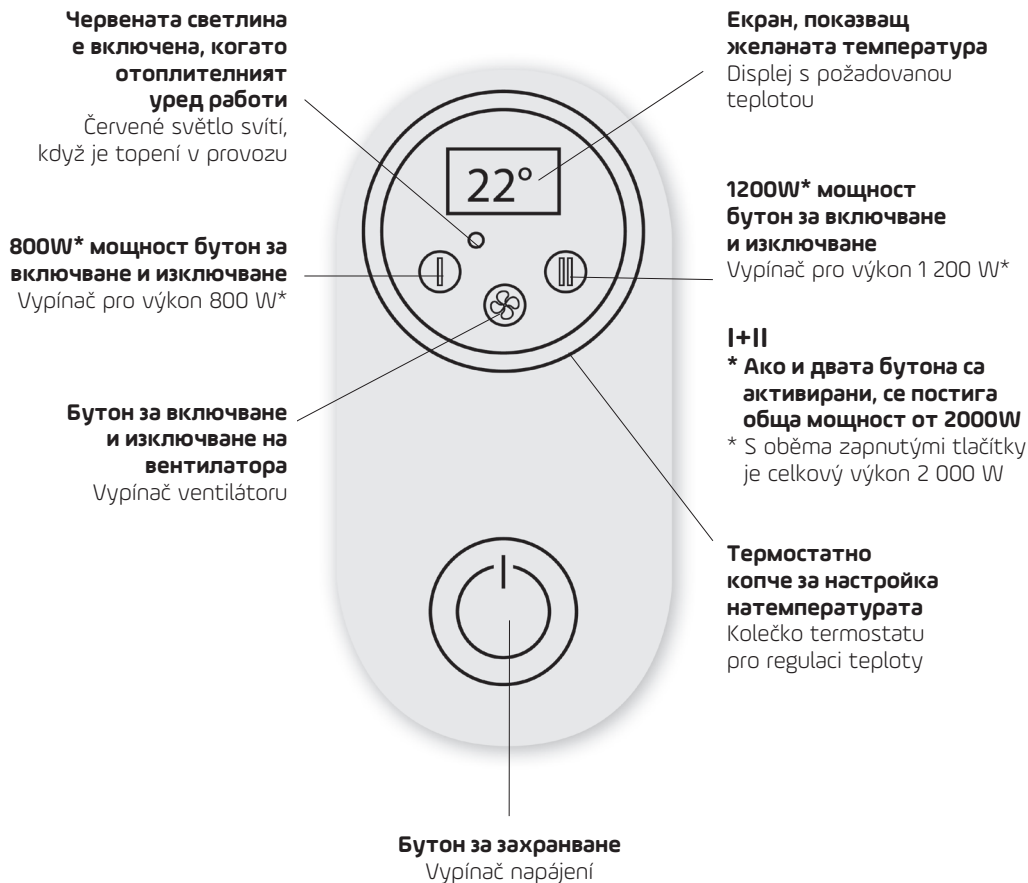 Червената светлина
е включена, когато
отоплителният
уред работи
Červené světlo svítí,
když je topení v provozu
800W* мощност бутон за
включване и изключване
Vypínač pro výkon 800 W*
Бутон за включване
и изключване на
вентилатора
Vypínač ventilátoru
22°
I
II
Екран, показващ
желаната температура
Displej s požadovanou
teplotou
1200W* мощност
бутон за включване
и изключване
Vypínač pro výkon 1 200 W*
I+II
* Ако и двата бутона са
активирани, се постига
обща мощност от 2000W
* S oběma zapnutými tlačítky
je celkový výkon 2 000 W
Термостатно
копче за настройка
натемпературата
Kolečko termostatu
pro regulaci teploty
Бутон за захранване
Vypínač napájení